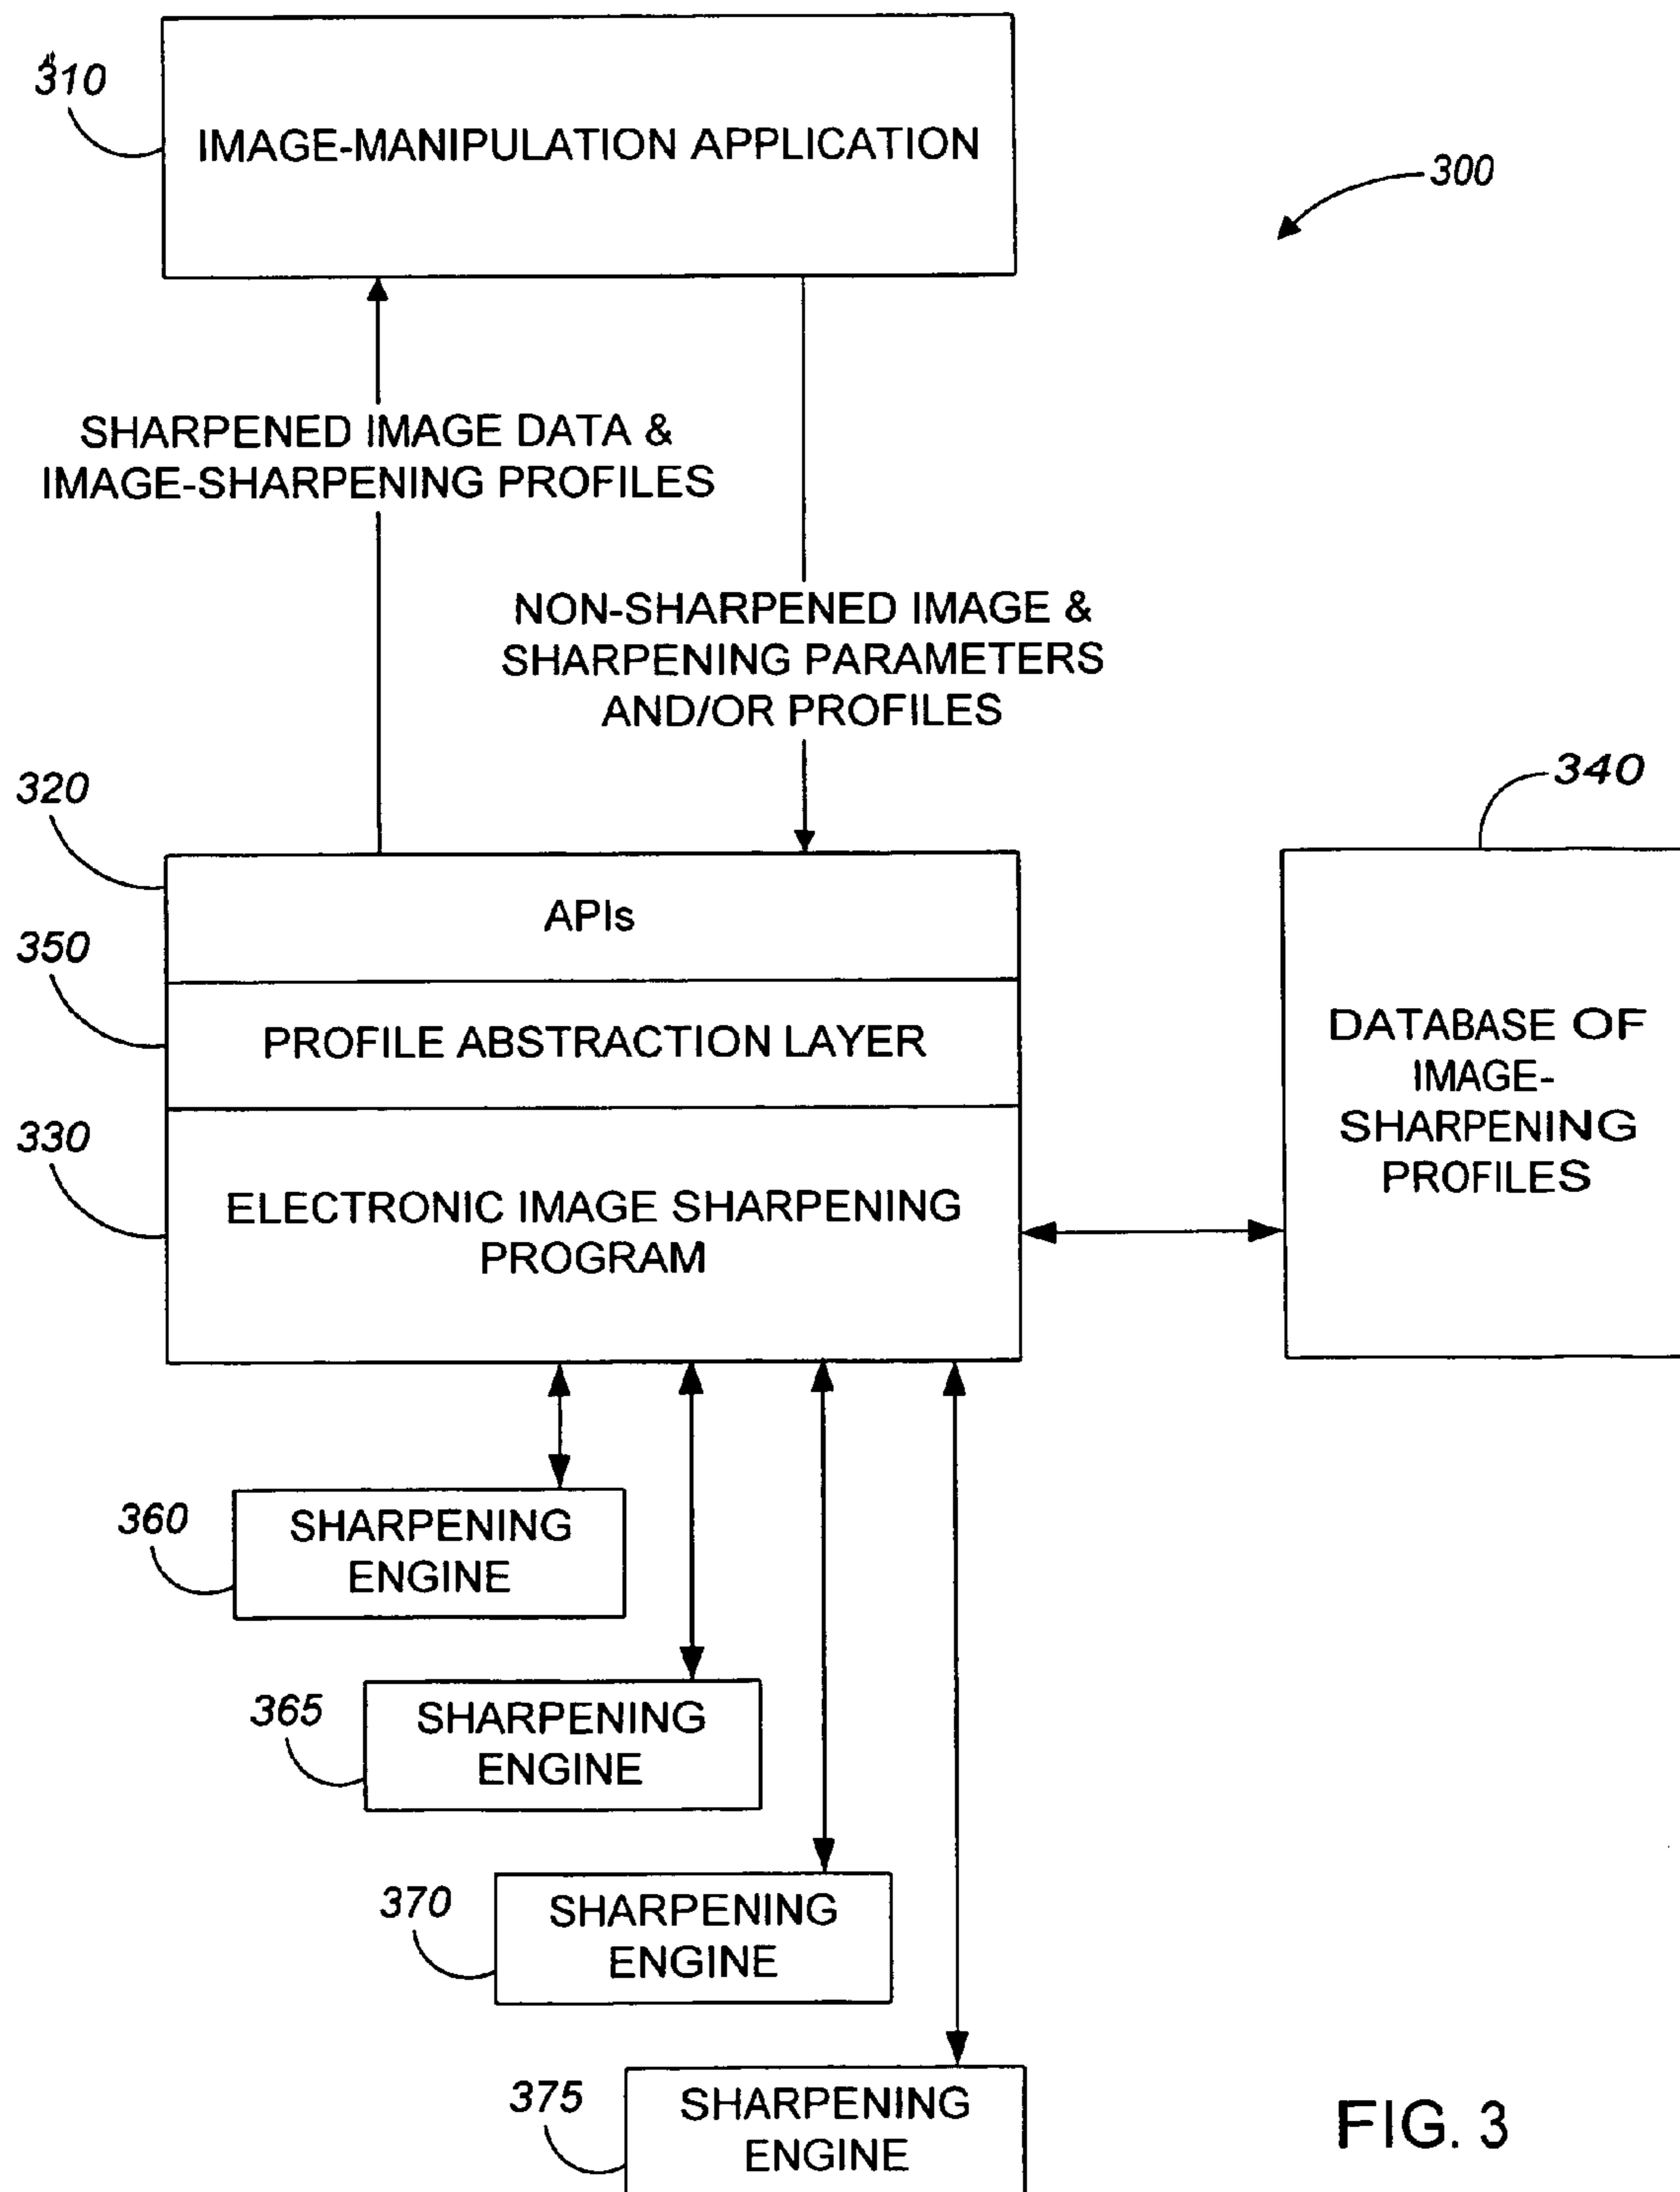 310
IMAGE-MANIPULATION APPLICATION
300
SHARPENED IMAGE DATA &
IMAGE-SHARPENING PROFILES
NON-SHARPENED IMAGE &
SHARPENING PARAMETERS
AND/OR PROFILES
320
APIs
350
PROFILE ABSTRACTION LAYER
330
ELECTRONIC IMAGE SHARPENING
PROGRAM
340
DATABASE OF
IMAGE-
SHARPENING
PROFILES
360
SHARPENING
ENGINE
365
SHARPENING
ENGINE
370
SHARPENING
ENGINE
375
SHARPENING
ENGINE
FIG. 3